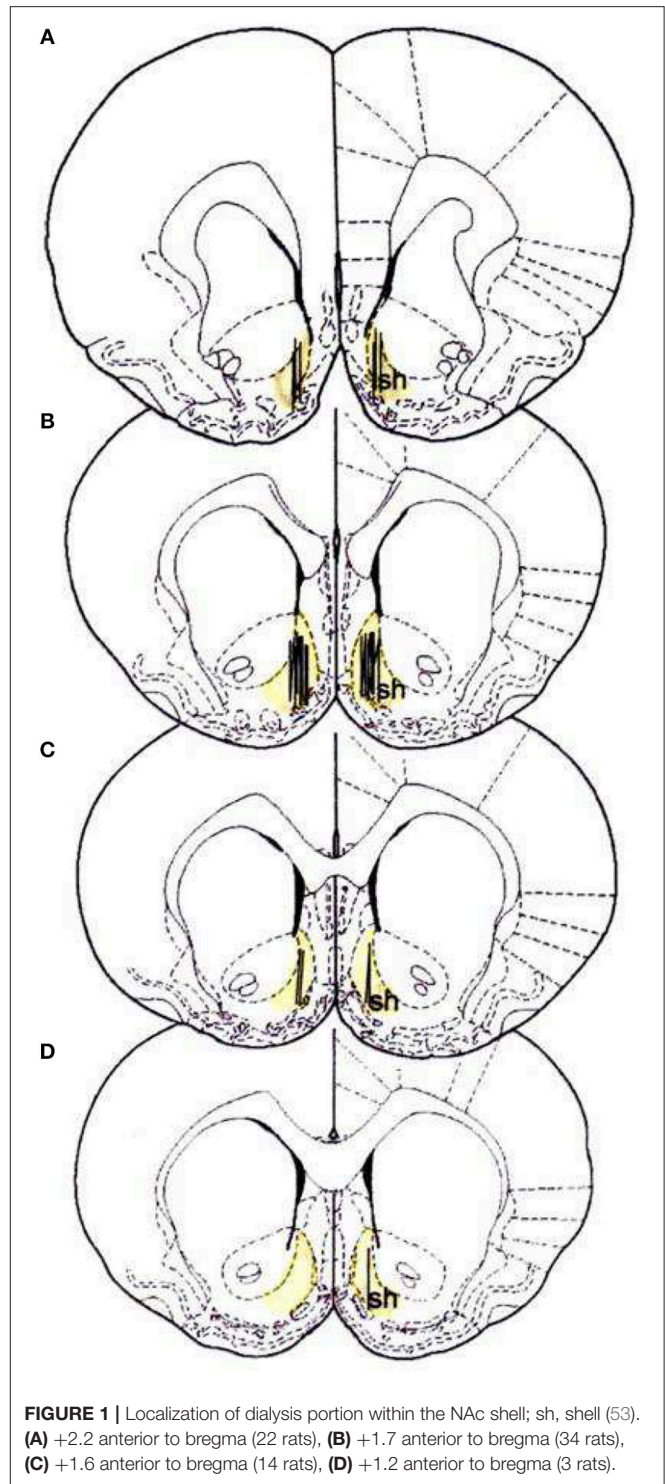 A
sh
B
sh
C
sh
D
sh
FIGURE 1 | Localization of dialysis portion within the NAc shell; sh, shell (53).
(A) +2.2 anterior to bregma (22 rats), (B) +1.7 anterior to bregma (34 rats),
(C) +1.6 anterior to bregma (14 rats), (D) +1.2 anterior to bregma (3 rats).